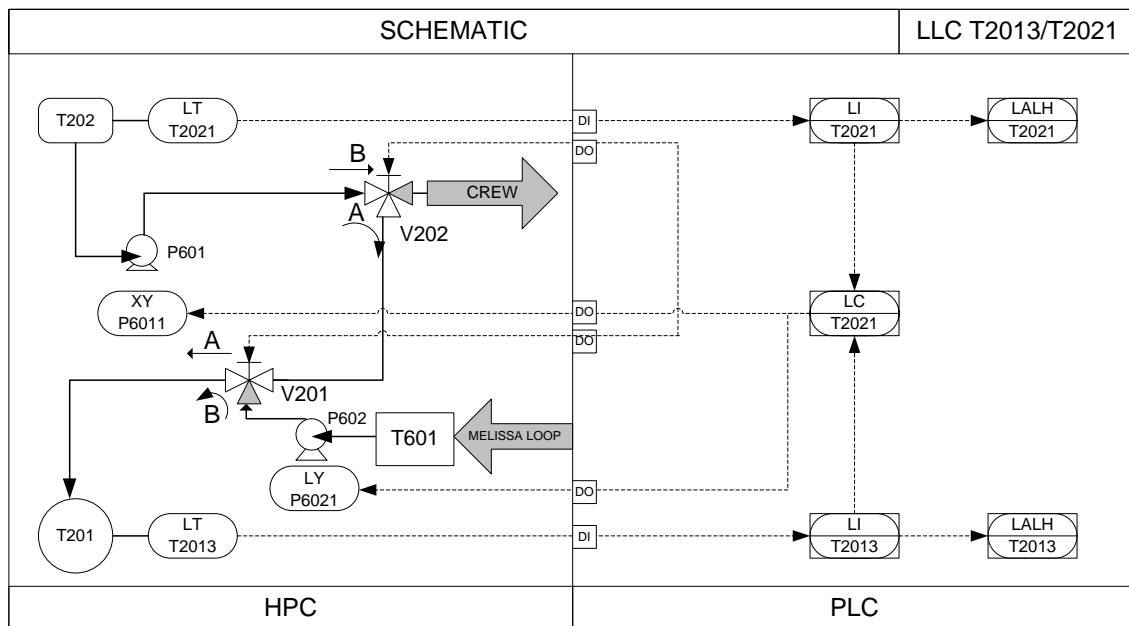 SCHEMATIC
LLC T2013/T2021
T202
LT
T2021
DI
LI
T2021
LALH
T2021
DO
B
CREW
A
V202
P601
XY
P6011
DO
LC
T2021
DO
A
V201
B
P602
T601
MELISSA LOOP
LY
P6021
DO
T201
LT
T2013
DI
LI
T2013
LALH
T2013
HPC
PLC